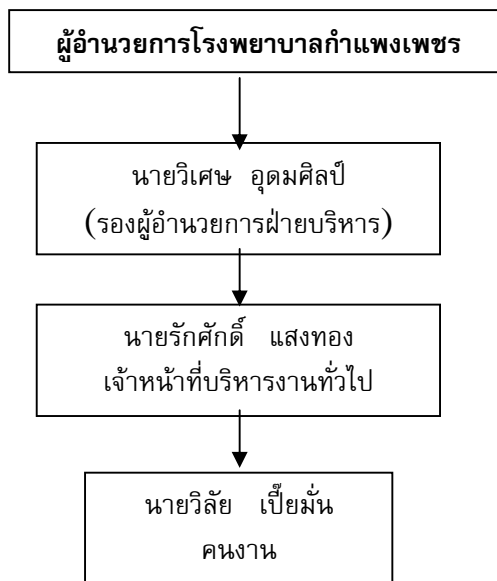 ผู้อำนวยการโรงพยาบาลกำแพงเพชร
นายวิเศษ อุดมศิลป์
(รองผู้อำนวยการฝ่ายบริหาร)
นายรักศักดิ์ แสงทอง
เจ้าหน้าที่บริหารงานทั่วไป
นายวิลัย เปี๊ยมั่น
คนงาน